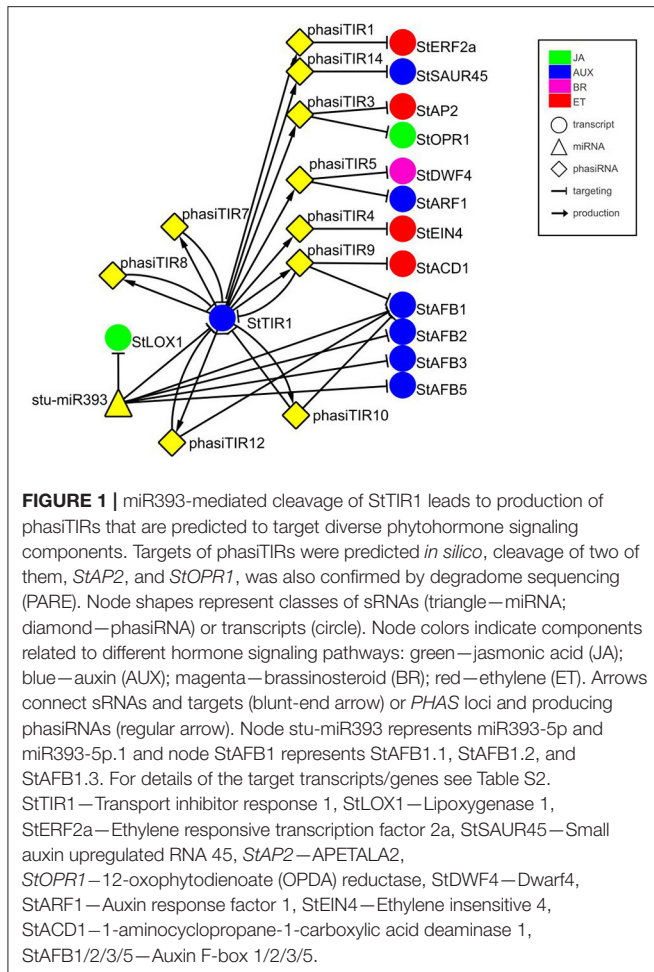 phasiTIR1
StERF2a
phasiTIR14
StSAUR45
phasiTIR3
StAP2
StOPR1
phasiTIR5
StDWF4
StARF1
phasiTIR4
StEIN4
phasiTIR9
StACD1
phasiTIR7
phasiTIR8
StTIR1
StAFB1
StAFB2
StLOX1
StAFB3
stu-miR393
StAFB5
phasiTIR10
phasiTIR12
JA
AUX
BR
ET
transcript
miRNA
phasiRNA
targeting
production
FIGURE 1 | miR393-mediated cleavage of StTIR1 leads to production of
phasiTIRs that are predicted to target diverse phytohormone signaling
components. Targets of phasiTIRs were predicted in silico, cleavage of two of
them, StAP2, and StOPR1, was also confirmed by degradome sequencing
(PARE). Node shapes represent classes of sRNAs (triangle—miRNA;
diamond—phasiRNA) or transcripts (circle). Node colors indicate components
related to different hormone signaling pathways: green—jasmonic acid (JA);
blue—auxin (AUX); magenta—brassinosteroid (BR); red—ethylene (ET). Arrows
connect sRNAs and targets (blunt-end arrow) or PHAS loci and producing
phasiRNAs (regular arrow). Node stu-miR393 represents miR393-5p and
miR393-5p.1 and node StAFB1 represents StAFB1.1, StAFB1.2, and
StAFB1.3. For details of the target transcripts/genes see Table S2.
StTIR1—Transport inhibitor response 1, StLOX1—Lipoxygenase 1,
StERF2a—Ethylene responsive transcription factor 2a, StSAUR45—Small
auxin upregulated RNA 45, StAP2—APETALA2,
StOPR1—12-oxophytodienoate (OPDA) reductase, StDWF4—Dwarf4,
StARF1—Auxin response factor 1, StEIN4—Ethylene insensitive 4,
StACD1—1-aminocyclopropane-1-carboxylic acid deaminase 1,
StAFB1/2/3/5—Auxin F-box 1/2/3/5.